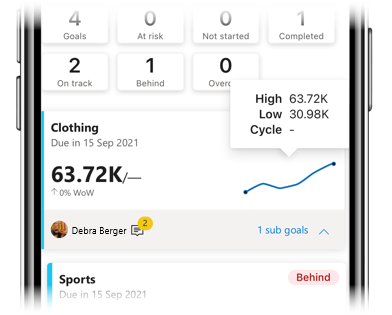 4 0 0 1
Goals At risk Not started Completed
2 1 0
On track Behind
High 63.72K
Low 30.98K
Cycle -
Clothing
Due in 15 Sep 2021
63.72K/—
↑ 0% WoW
Debra Berger 2
1 sub goals
Sports Behind
Due in 15 Sep 2021